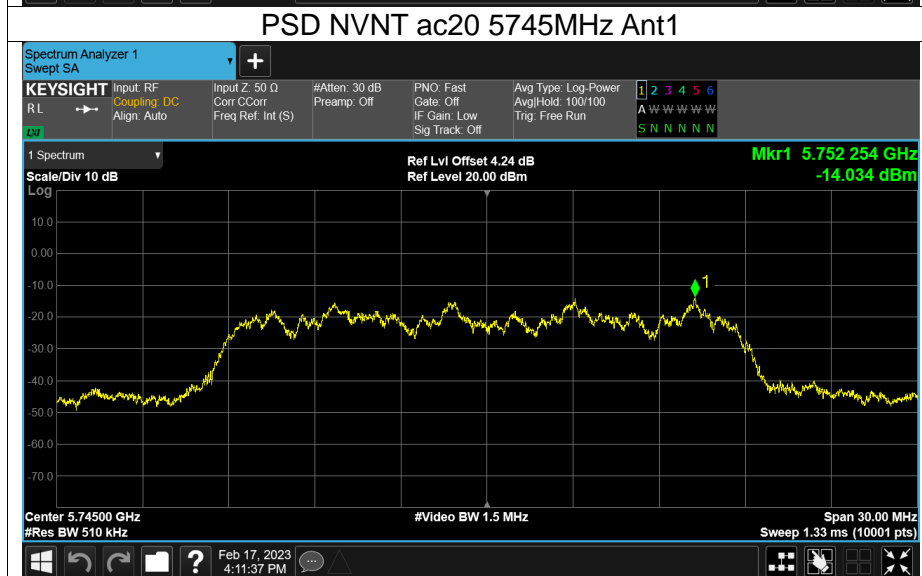 PSD NVNT ac20 5745MHz Ant1
Spectrum Analyzer 1
Swept SA
+
KEYSIGHT Input: RF Input Z: 50 Ω #Atten: 30 dB PNO: Fast Avg Type: Log-Power 1 2 3 4 5 6
RL Coupling: DC Corr CCorr Preamp: Off Gate: Off Avg|Hold: 100/100 A W W W W W
Align: Auto Freq Ref: Int (S) IF Gain: Low Trig: Free Run
LXI Sig Track: Off S N N N N N
1 Spectrum Ref Lvl Offset 4.24 dB Mkr1 5.752 254 GHz
Scale/Div 10 dB Ref Level 20.00 dBm -14.034 dBm
Log
10.0
0.00
-10.0
1
-20.0
-30.0
-40.0
-50.0
-60.0
-70.0
Center 5.74500 GHz #Video BW 1.5 MHz Span 30.00 MHz
#Res BW 510 kHz Sweep 1.33 ms (10001 pts)
? Feb 17, 2023
4:11:37 PM